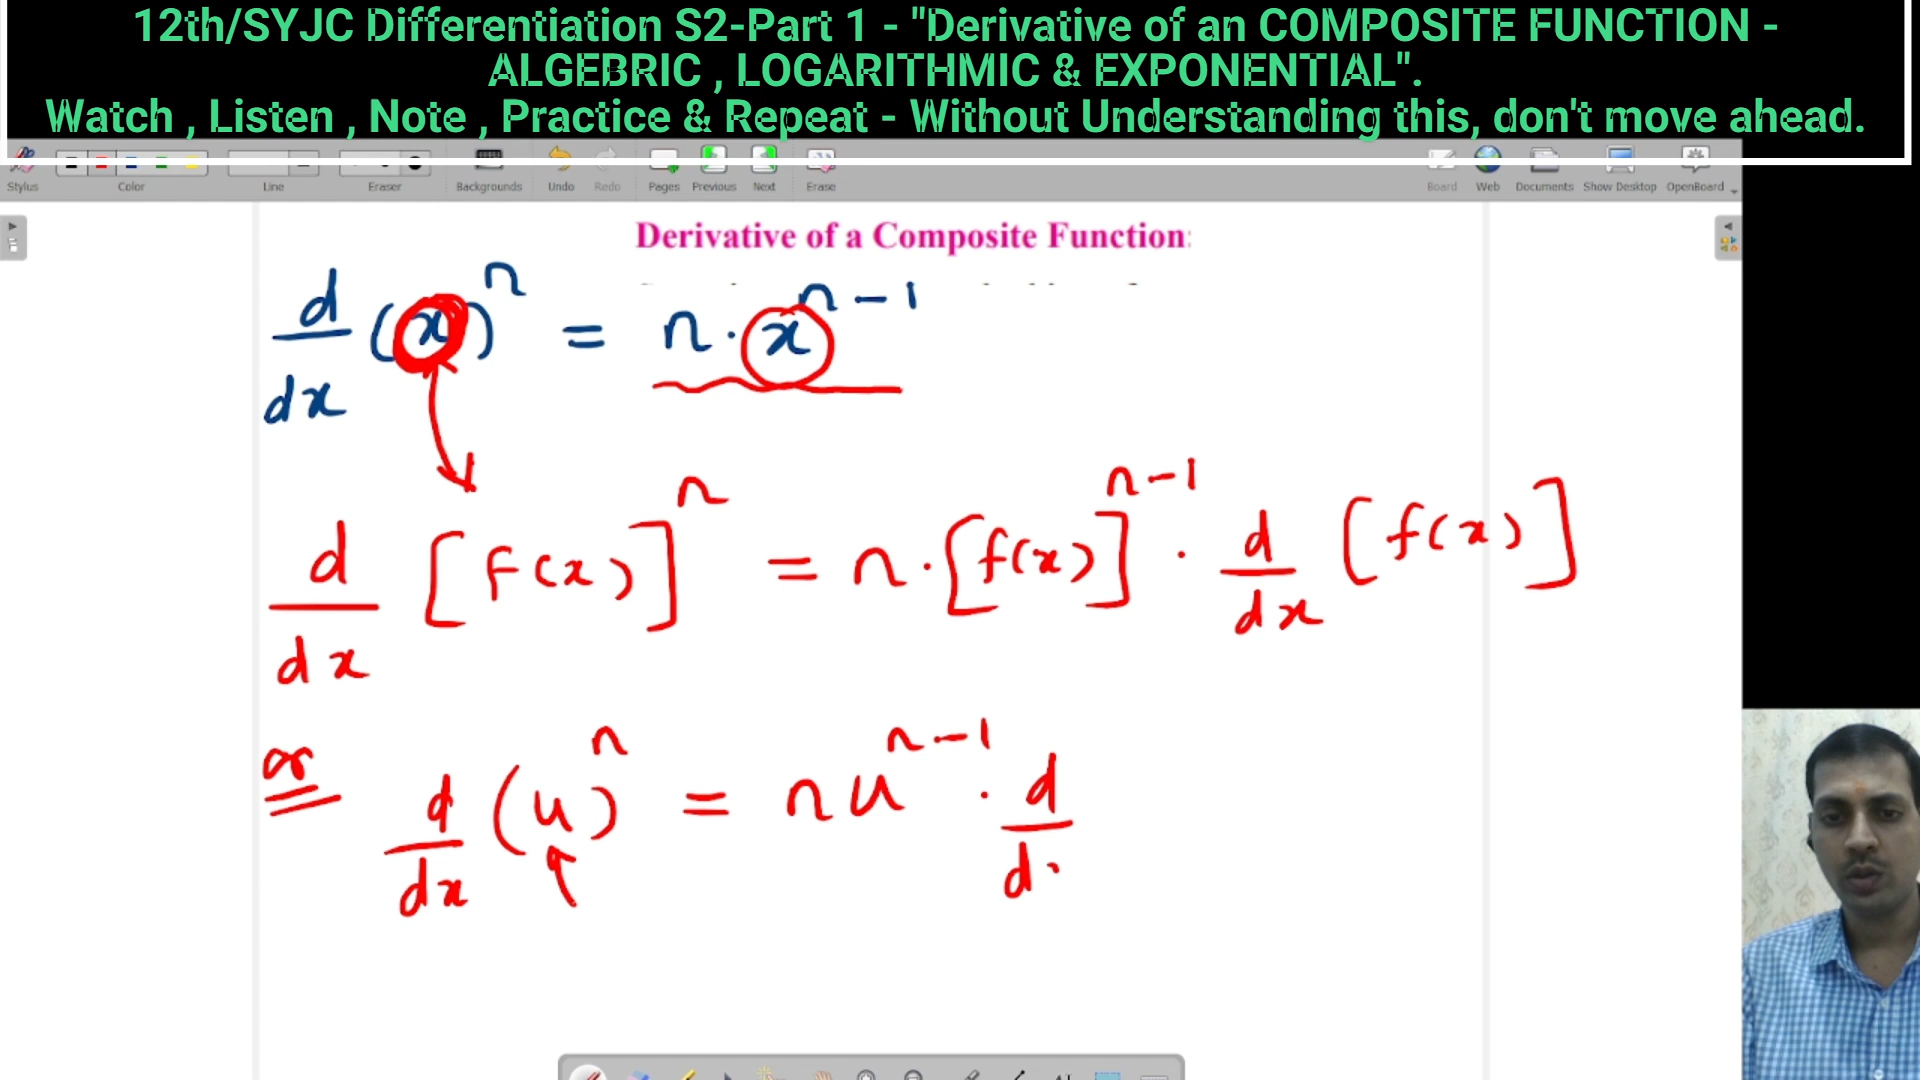 12th/SYJC Differentiation S2-Part 1 - "Derivative of an COMPOSITE FUNCTION -
ALGEBRIC , LOGARITHMIC & EXPONENTIAL".
Watch , Listen , Note , Practice & Repeat - Without Understanding this, don't move ahead.
Stylus Color Line Eraser Backgrounds Undo Redo Pages Previous Next Erase Board Web Documents Show Desktop OpenBoard
Derivative of a Composite Function:
d/dx (x)^n = n · x^n-1
d/dx [f(x)]^n = n · [f(x)]^n-1 · d/dx [f(x)]
or
d/dx (u)^n = n u^n-1 · d/d